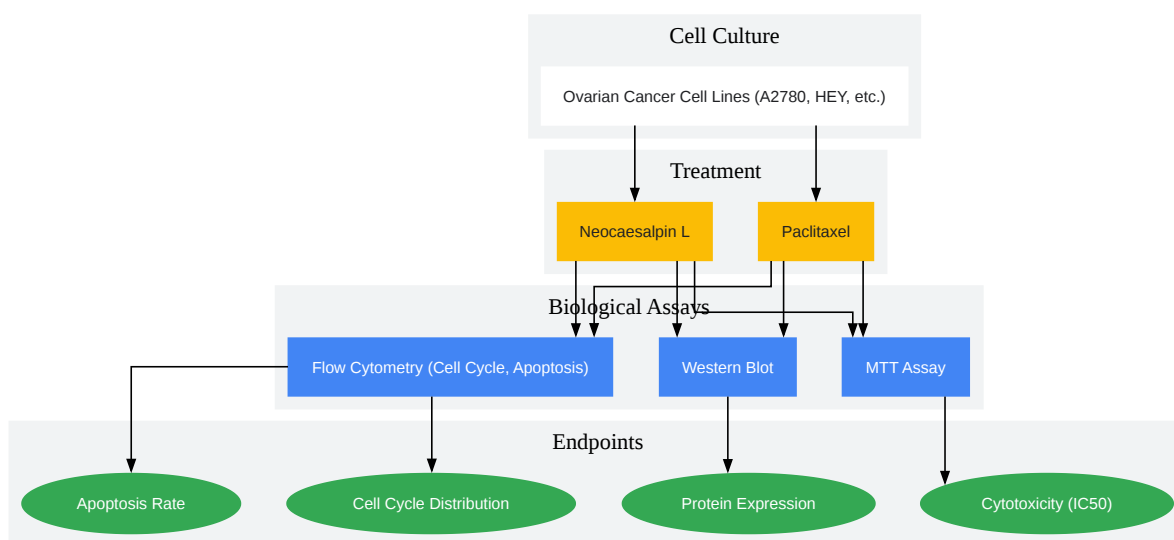 Cell Culture
Ovarian Cancer Cell Lines (A2780, HEY, etc.)
Treatment
Neocaesalpin L
Paclitaxel
Biological Assays
Flow Cytometry (Cell Cycle, Apoptosis)
Western Blot
MTT Assay
Endpoints
Apoptosis Rate
Cell Cycle Distribution
Protein Expression
Cytotoxicity (IC50)